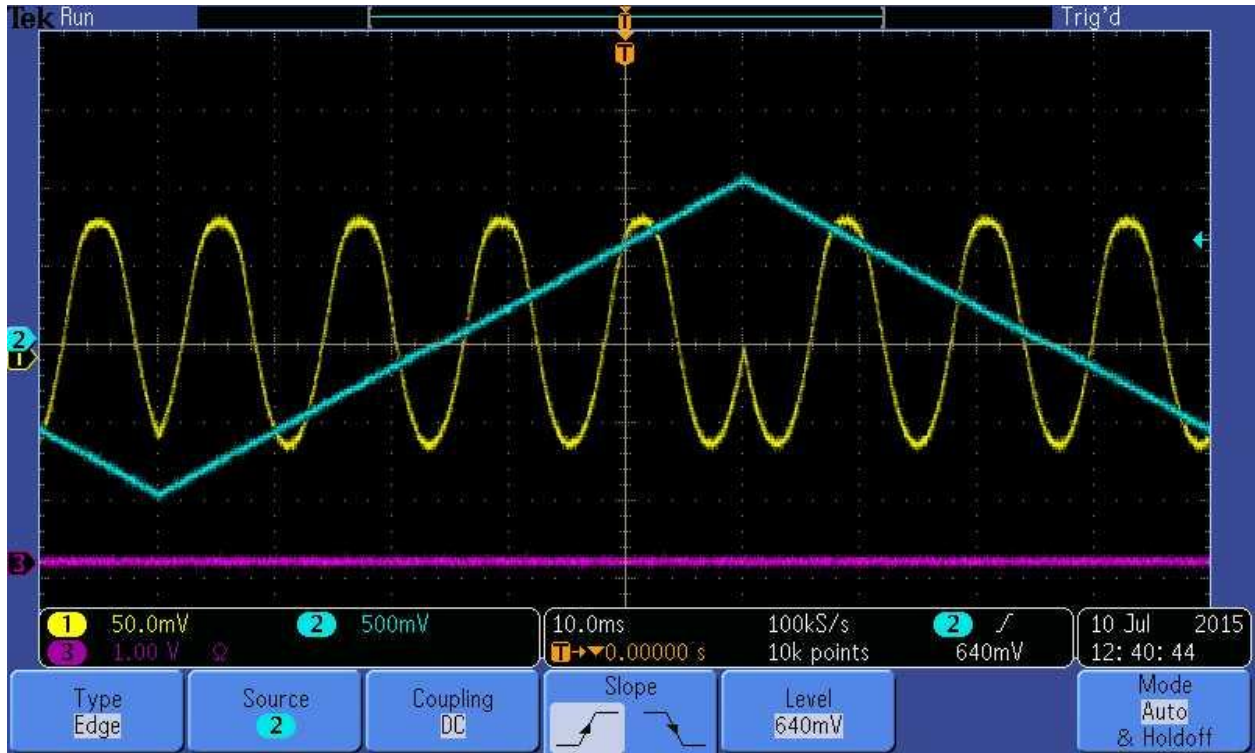 Tek Run Trig'd
T
T
2
1
3
1 50.0mV 2 500mV
3 1.00 V Ω
10.0ms 100kS/s 2 640mV
T→▼0.00000 s 10k points
10 Jul 2015
12:40:44
Type
Edge
Source
2
Coupling
DC
Slope
Level
640mV
Mode
Auto
& Holdoff